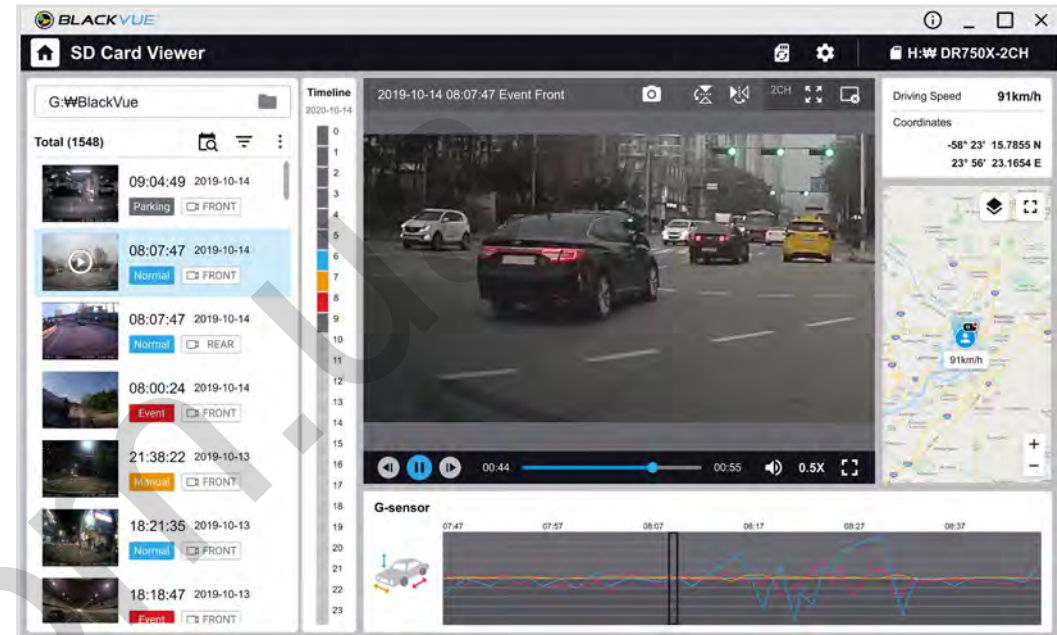 BLACKVUE
SD Card Viewer
H:₩ DR750X-2CH
G:₩BlackVue
Total (1548)
09:04:49 2019-10-14
Parking FRONT
08:07:47 2019-10-14
Normal FRONT
08:07:47 2019-10-14
Normal REAR
08:00:24 2019-10-14
Event FRONT
21:38:22 2019-10-13
Manual FRONT
18:21:35 2019-10-13
Normal FRONT
18:18:47 2019-10-13
Event FRONT
Timeline
2020-10-14
0
1
2
3
4
5
6
7
8
9
10
11
12
13
14
15
16
17
18
19
20
21
22
23
2019-10-14 08:07:47 Event Front
2CH
00:44
00:55
0.5X
Driving Speed 91km/h
Coordinates
-58° 23' 15.7855 N
23° 56' 23.1654 E
91km/h
+
−
G-sensor
07:47 07:57 08:07 08:17 08:27 08:37